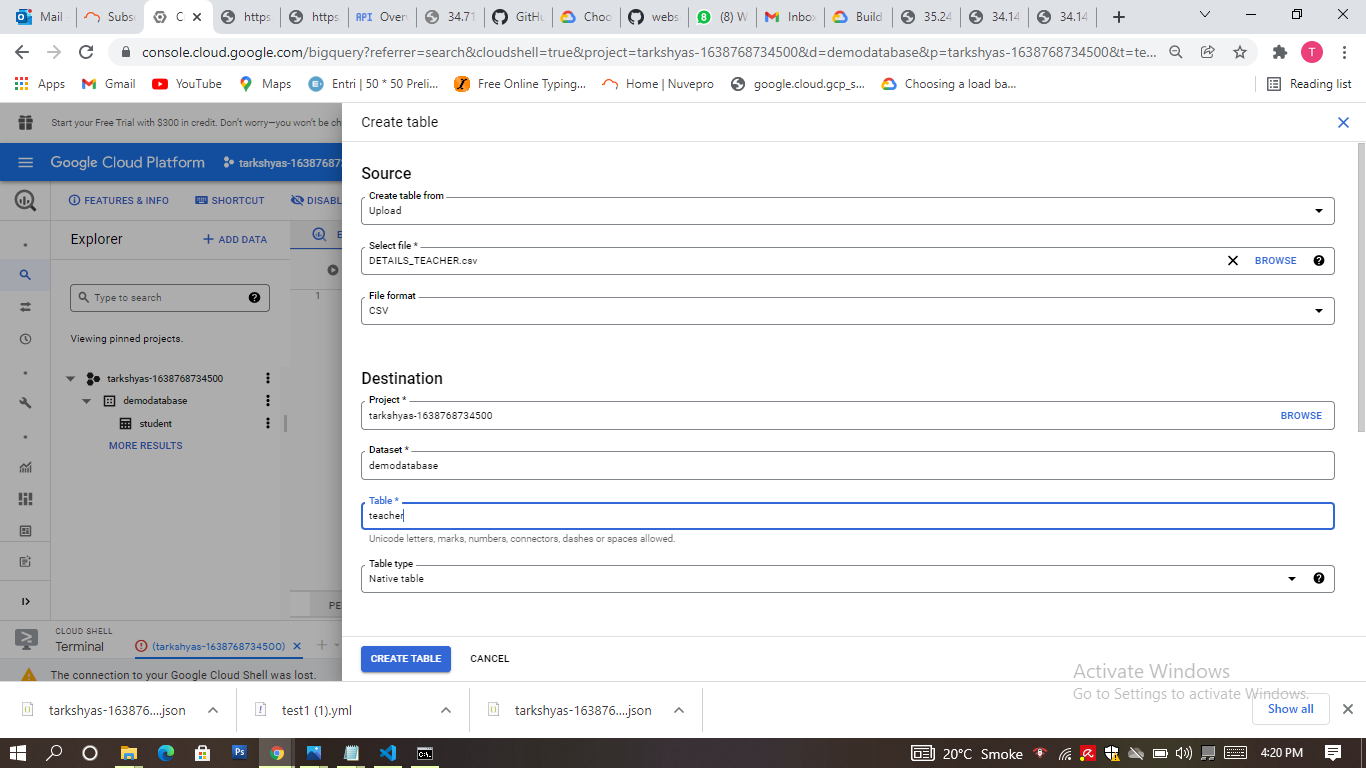 Mail
Subsc
C
https
https
API Over
34.71
GitHu
Choo
webs
(8) W
Inbox
Build
35.24
34.14
34.14
console.cloud.google.com/bigquery?referrer=search&cloudshell=true&project=tarkshyas-1638768734500&d=demodatabase&p=tarkshyas-1638768734500&t=te...
T
Apps
Gmail
YouTube
Maps
Entri | 50 * 50 Preli...
Free Online Typing...
Home | Nuvepro
google.cloud.gcp_s...
Choosing a load ba...
Reading list
Start your Free Trial with $300 in credit. Don't worry—you won't be ch
Create table
Google Cloud Platform
tarkshyas-16387687
FEATURES & INFO
SHORTCUT
DISABL
Explorer
+ ADD DATA
E
Type to search
1
Viewing pinned projects.
tarkshyas-1638768734500
demodatabase
student
MORE RESULTS
PE
Source
Create table from
Upload
Select file *
DETAILS_TEACHER.csv
BROWSE
File format
CSV
Destination
Project *
tarkshyas-1638768734500
BROWSE
Dataset *
demodatabase
Table *
teacher
Unicode letters, marks, numbers, connectors, dashes or spaces allowed.
Table type
Native table
CREATE TABLE
CANCEL
CLOUD SHELL
Terminal
(tarkshyas-1638768734500)
The connection to your Google Cloud Shell was lost.
Activate Windows
Go to Settings to activate Windows.
tarkshyas-163876....json
test1 (1).yml
tarkshyas-163876....json
Show all
Ps
C:\.
20°C Smoke
4:20 PM